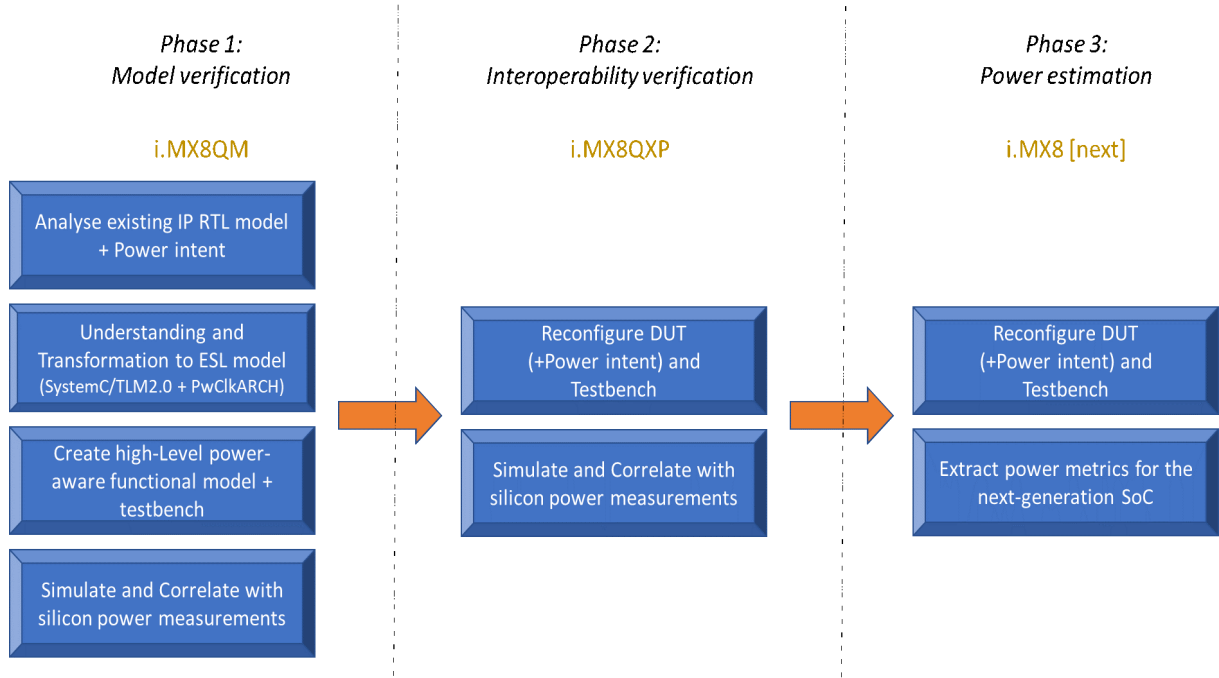 Phase 1:
Model verification
i.MX8QM
Analyse existing IP RTL model
+ Power intent
Understanding and
Transformation to ESL model
(SystemC/TLM2.0 + PwClkARCH)
Create high-Level power-
aware functional model +
testbench
Simulate and Correlate with
silicon power measurements
Phase 2:
Interoperability verification
i.MX8QXP
Reconfigure DUT
(+Power intent) and
Testbench
Simulate and Correlate with
silicon power measurements
Phase 3:
Power estimation
i.MX8 [next]
Reconfigure DUT
(+Power intent) and
Testbench
Extract power metrics for the
next-generation SoC